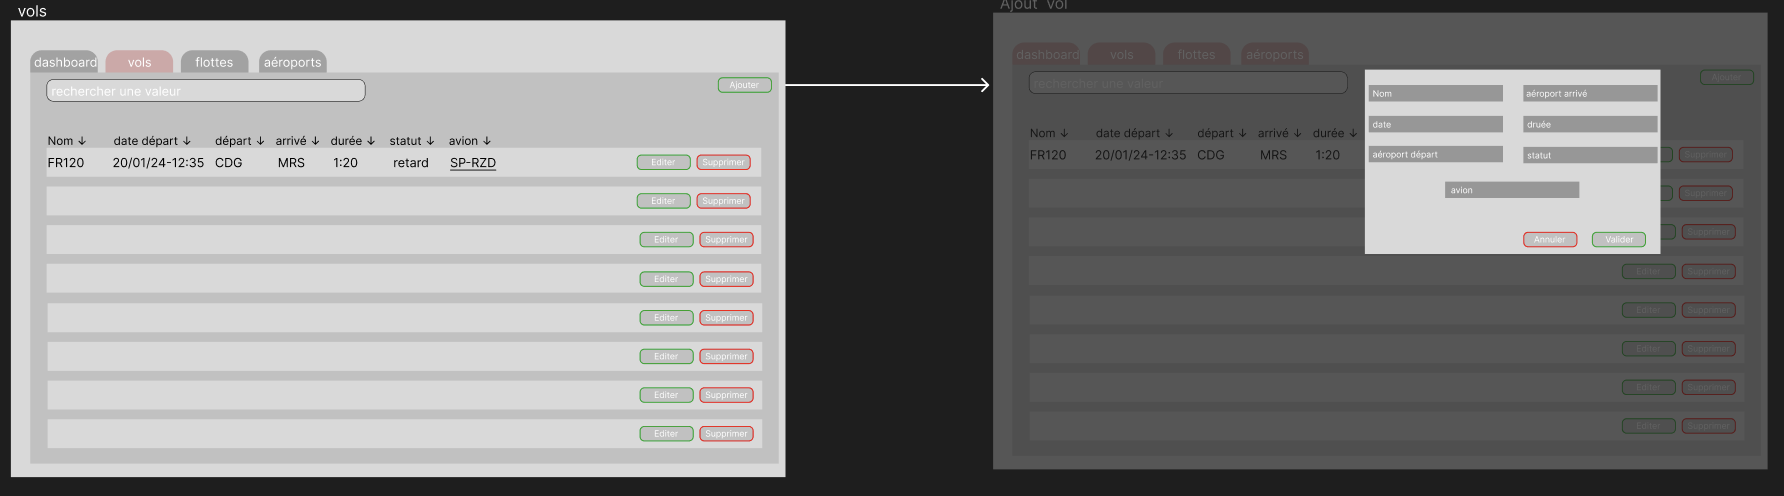 vols
dashboard vols flottes aéroports
rechercher une valeur
Ajouter
Nom ↓ date départ ↓ départ ↓ arrivé ↓ durée ↓ statut ↓ avion ↓
FR120 20/01/24-12:35 CDG MRS 1:20 retard SP-RZD Editer Supprimer
Editer Supprimer
Editer Supprimer
Editer Supprimer
Editer Supprimer
Editer Supprimer
Editer Supprimer
Editer Supprimer
Ajout vol
dashboard vols flottes aéroports
rechercher une valeur
Ajouter
Nom ↓ date départ ↓ départ ↓ arrivé ↓ durée ↓
FR120 20/01/24-12:35 CDG MRS 1:20 Supprimer
Supprimer
Supprimer
Editer Supprimer
Editer Supprimer
Editer Supprimer
Editer Supprimer
Editer Supprimer
Nom aéroport arrivé
date druée
aéroport départ statut
avion
Annuler Valider